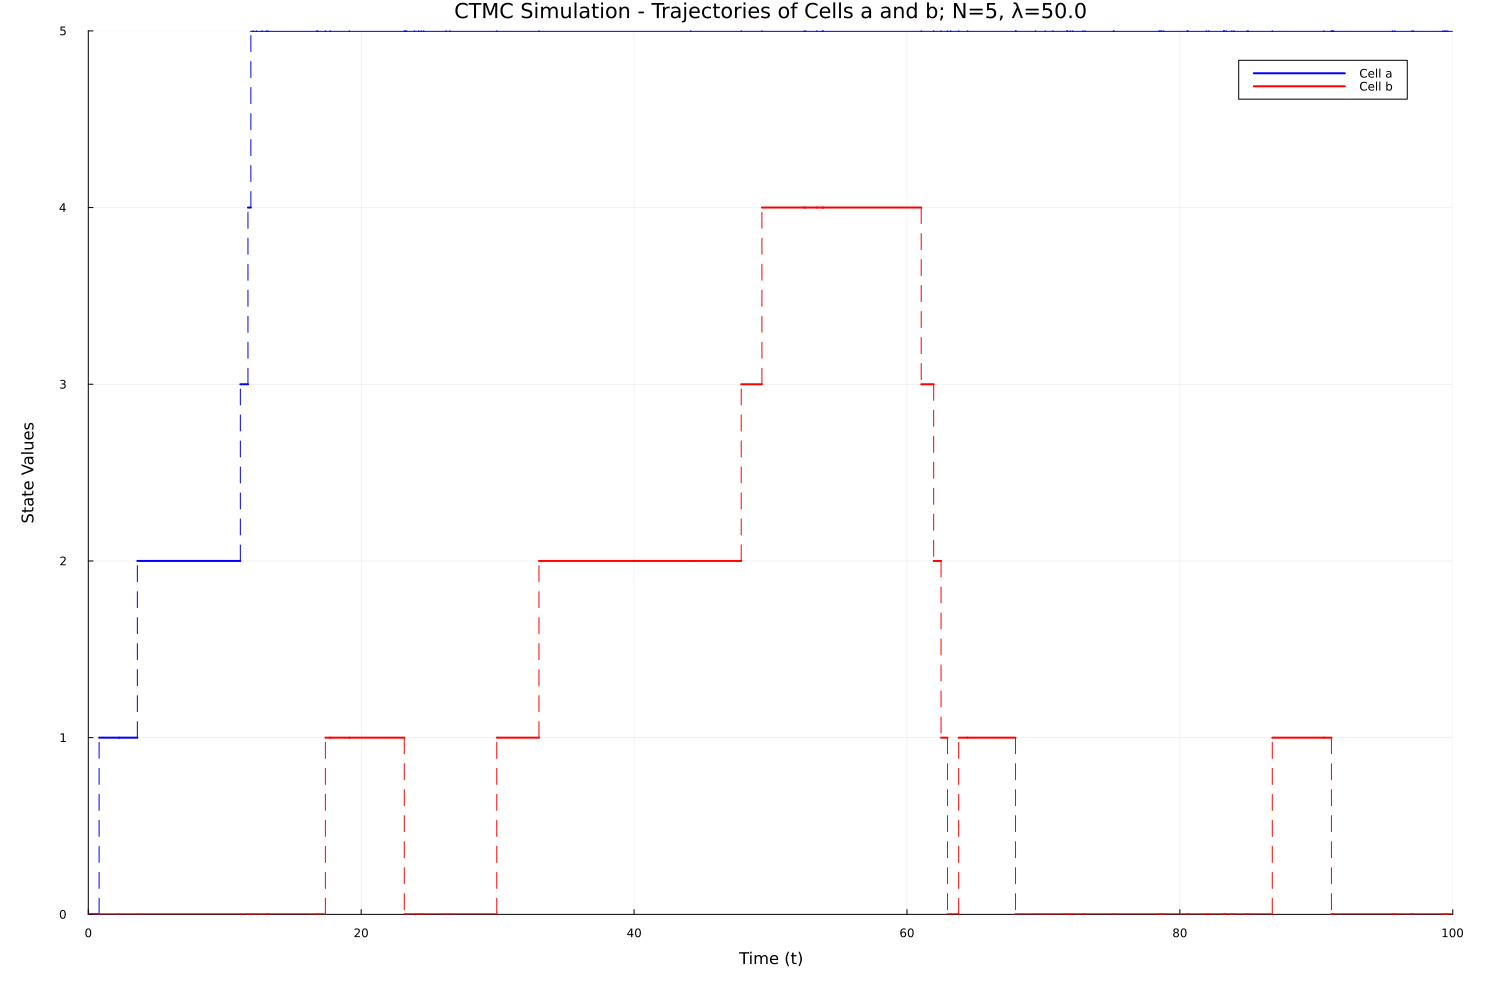 CTMC Simulation - Trajectories of Cells a and b; N=5, λ=50.0
Cell a
Cell b
State Values
5
4
3
2
1
0
0 20 40 60 80 100
Time (t)